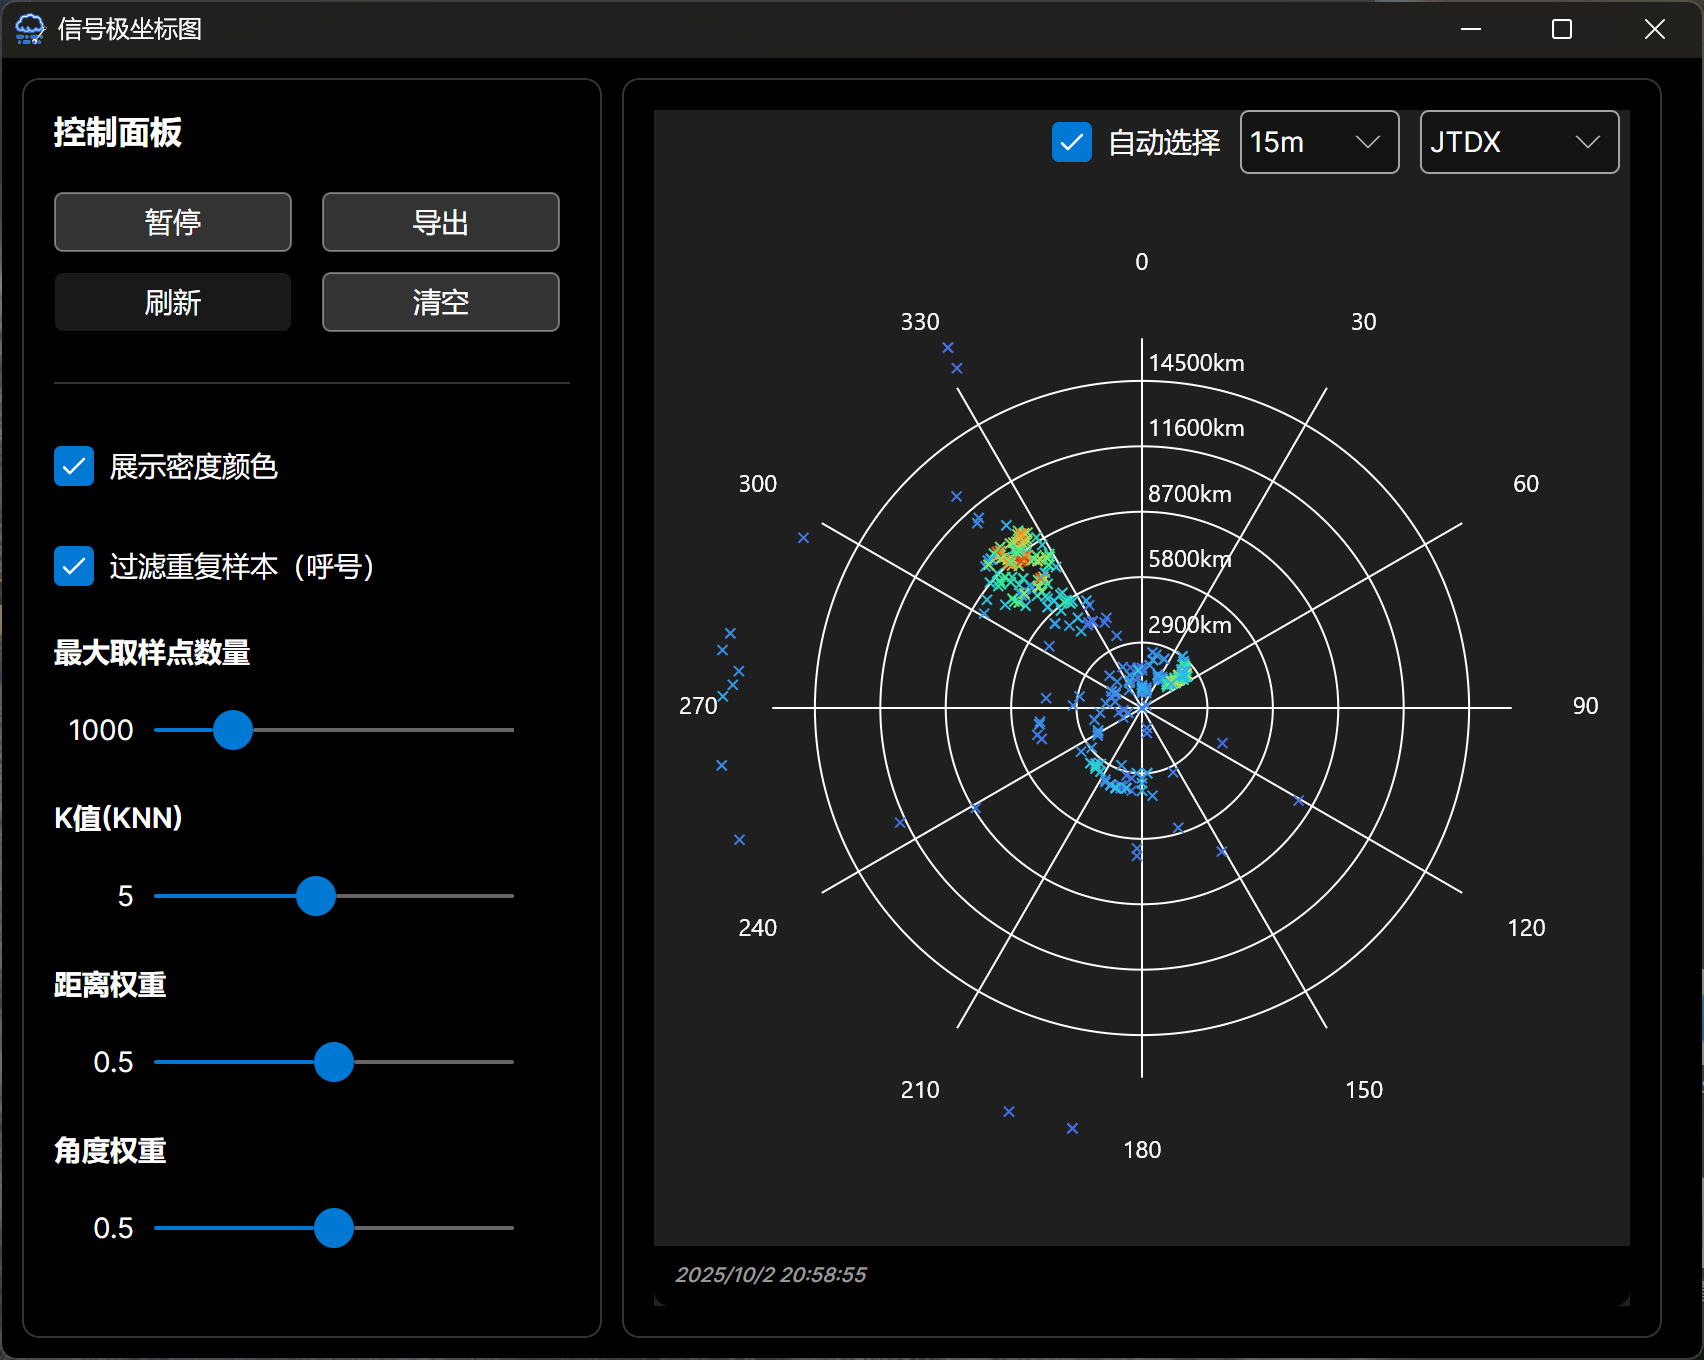 信号极坐标图
控制面板
暂停
导出
刷新
清空
展示密度颜色
过滤重复样本（呼号）
最大取样点数量
1000
K值(KNN)
5
距离权重
0.5
角度权重
0.5
自动选择
15m
JTDX
0
330
30
14500km
11600km
300
8700km
60
5800km
2900km
270
90
240
120
210
150
180
2025/10/2 20:58:55